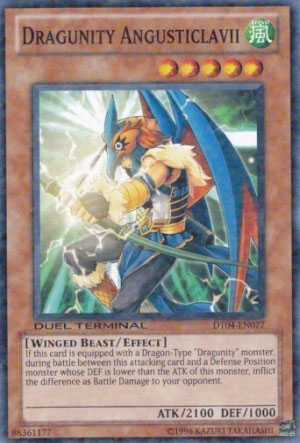 DRAGUNITY ANGUSTICLAVII
風
DUEL TERMINAL
DT04-EN077
[WINGED BEAST/EFFECT]
If this card is equipped with a Dragon-Type "Dragunity" monster,
during battle between this attacking card and a Defense Position
monster whose DEF is lower than the ATK of this monster, inflict
the difference as Battle Damage to your opponent.
ATK/2100 DEF/1000
88361177
©1996 KAZUKI TAKAHASHI